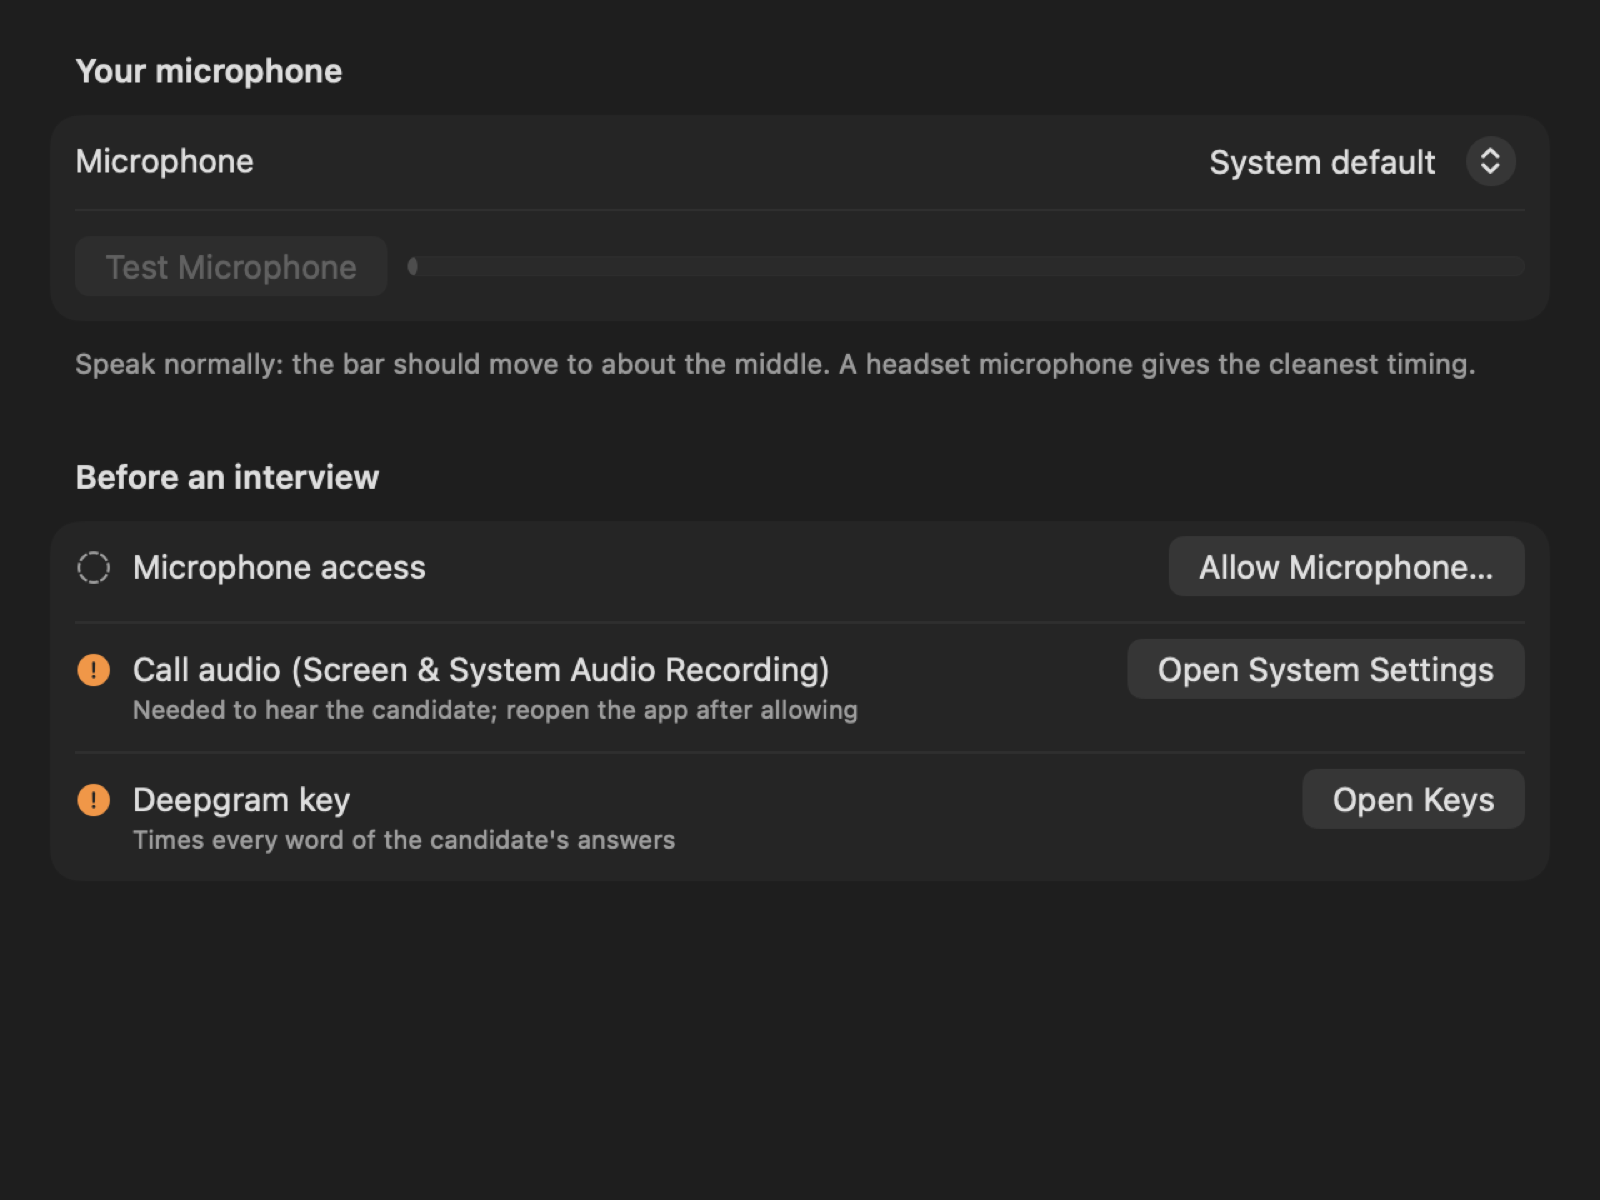 Your microphone
Microphone
System default
Test Microphone
Speak normally: the bar should move to about the middle. A headset microphone gives the cleanest timing.
Before an interview
Microphone access
Allow Microphone...
Call audio (Screen & System Audio Recording)
Open System Settings
Needed to hear the candidate; reopen the app after allowing
Deepgram key
Open Keys
Times every word of the candidate's answers